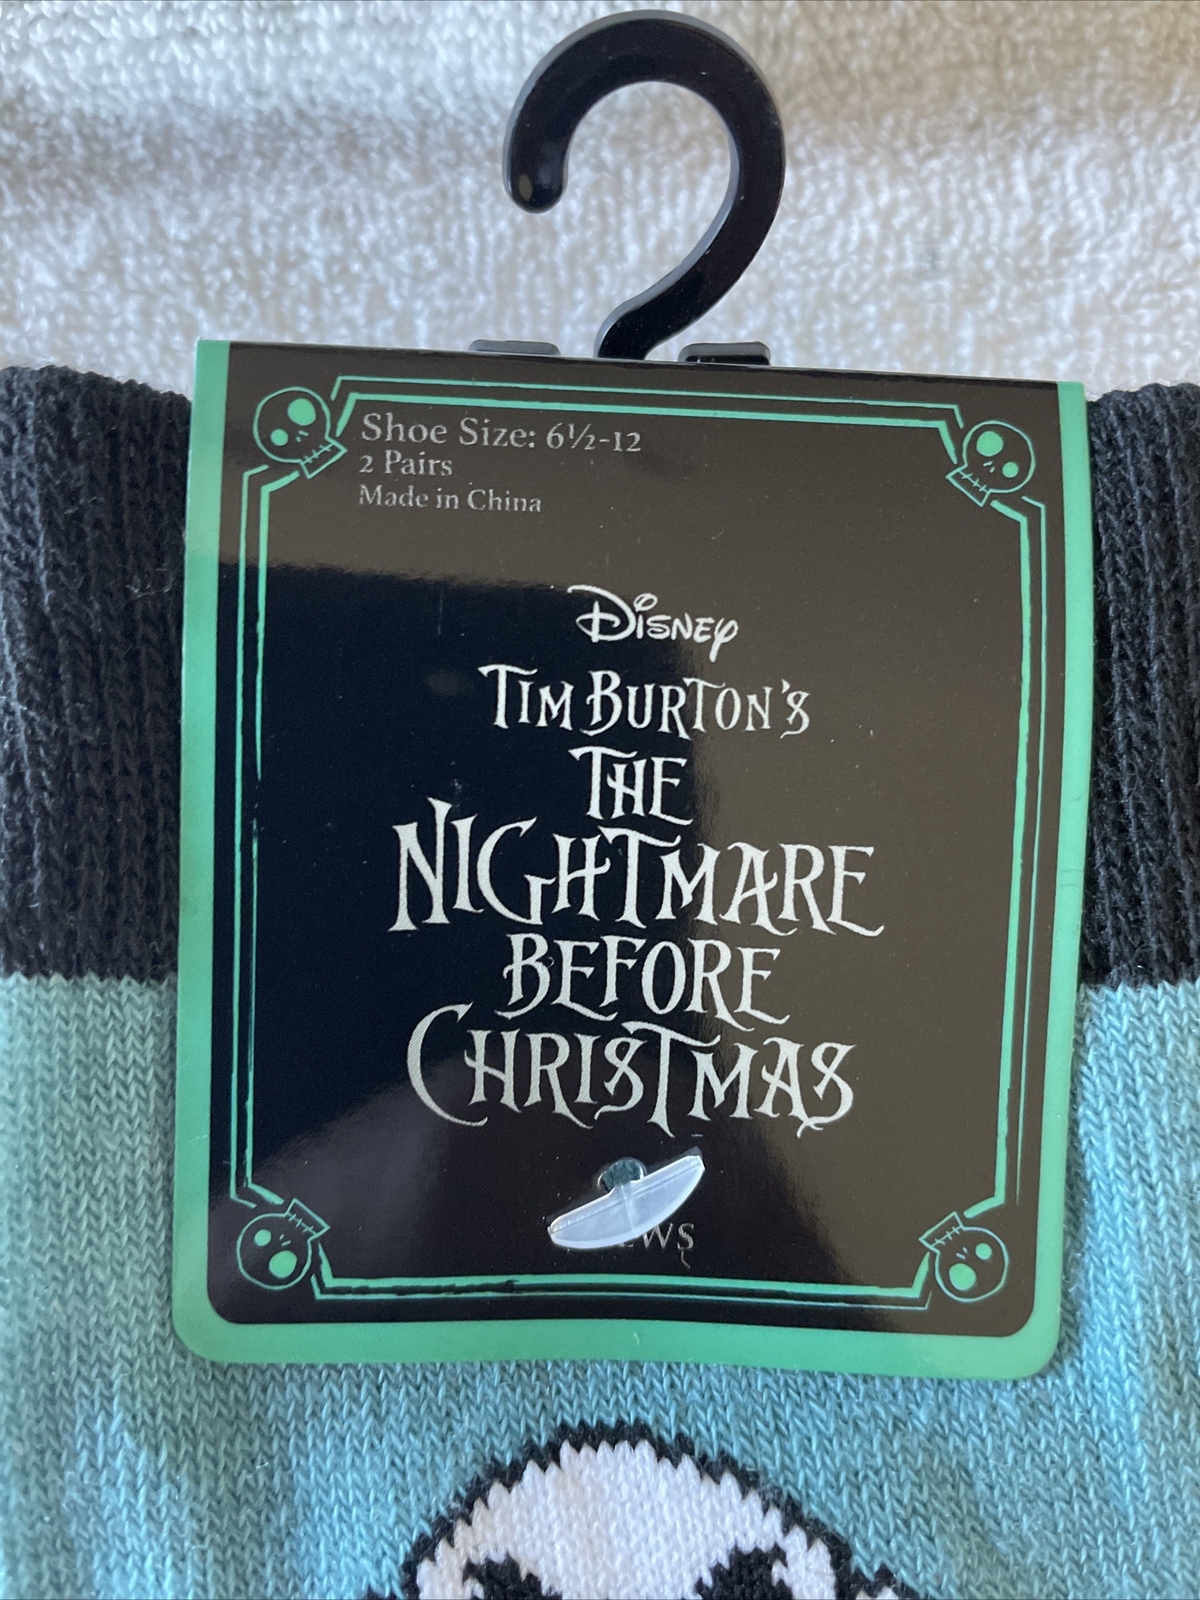 Shoe Size: 6½-12
2 Pairs
Made in China
Disney
TIM BURTON'S
THE
NIGHTMARE
BEFORE
CHRISTMAS